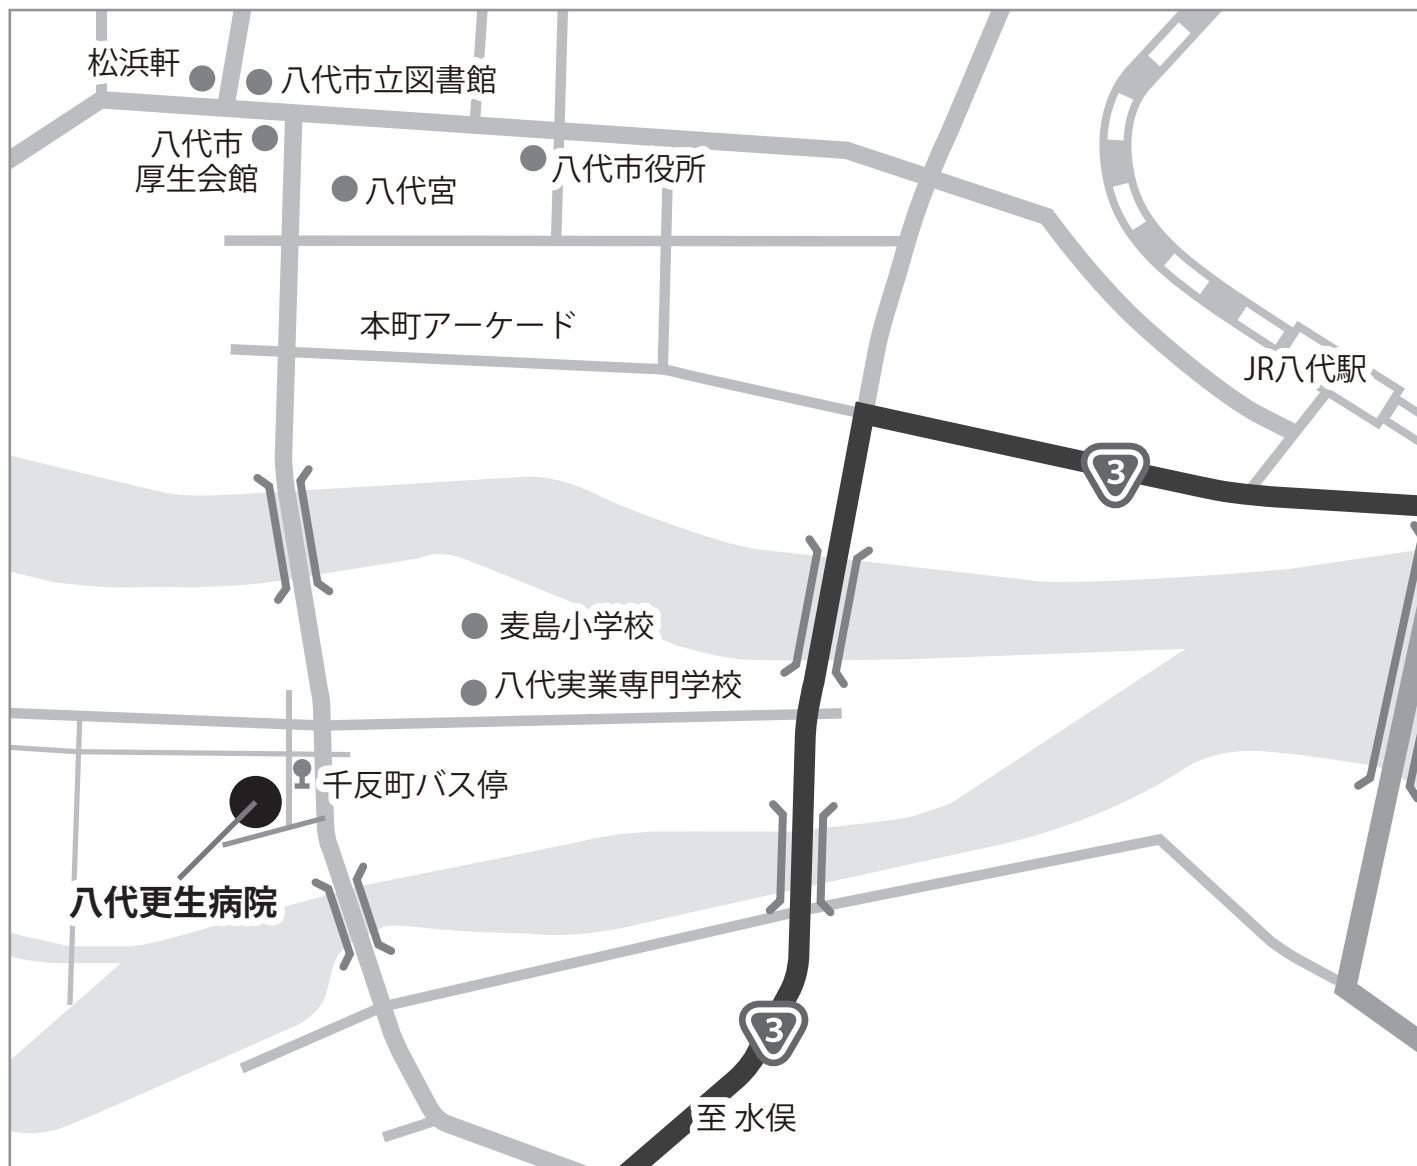 松浜軒
八代市立図書館
八代市
厚生会館
八代宮
八代市役所
本町アーケード
JR八代駅
3
麦島小学校
八代実業専門学校
千反町バス停
八代更生病院
3
至 水俣